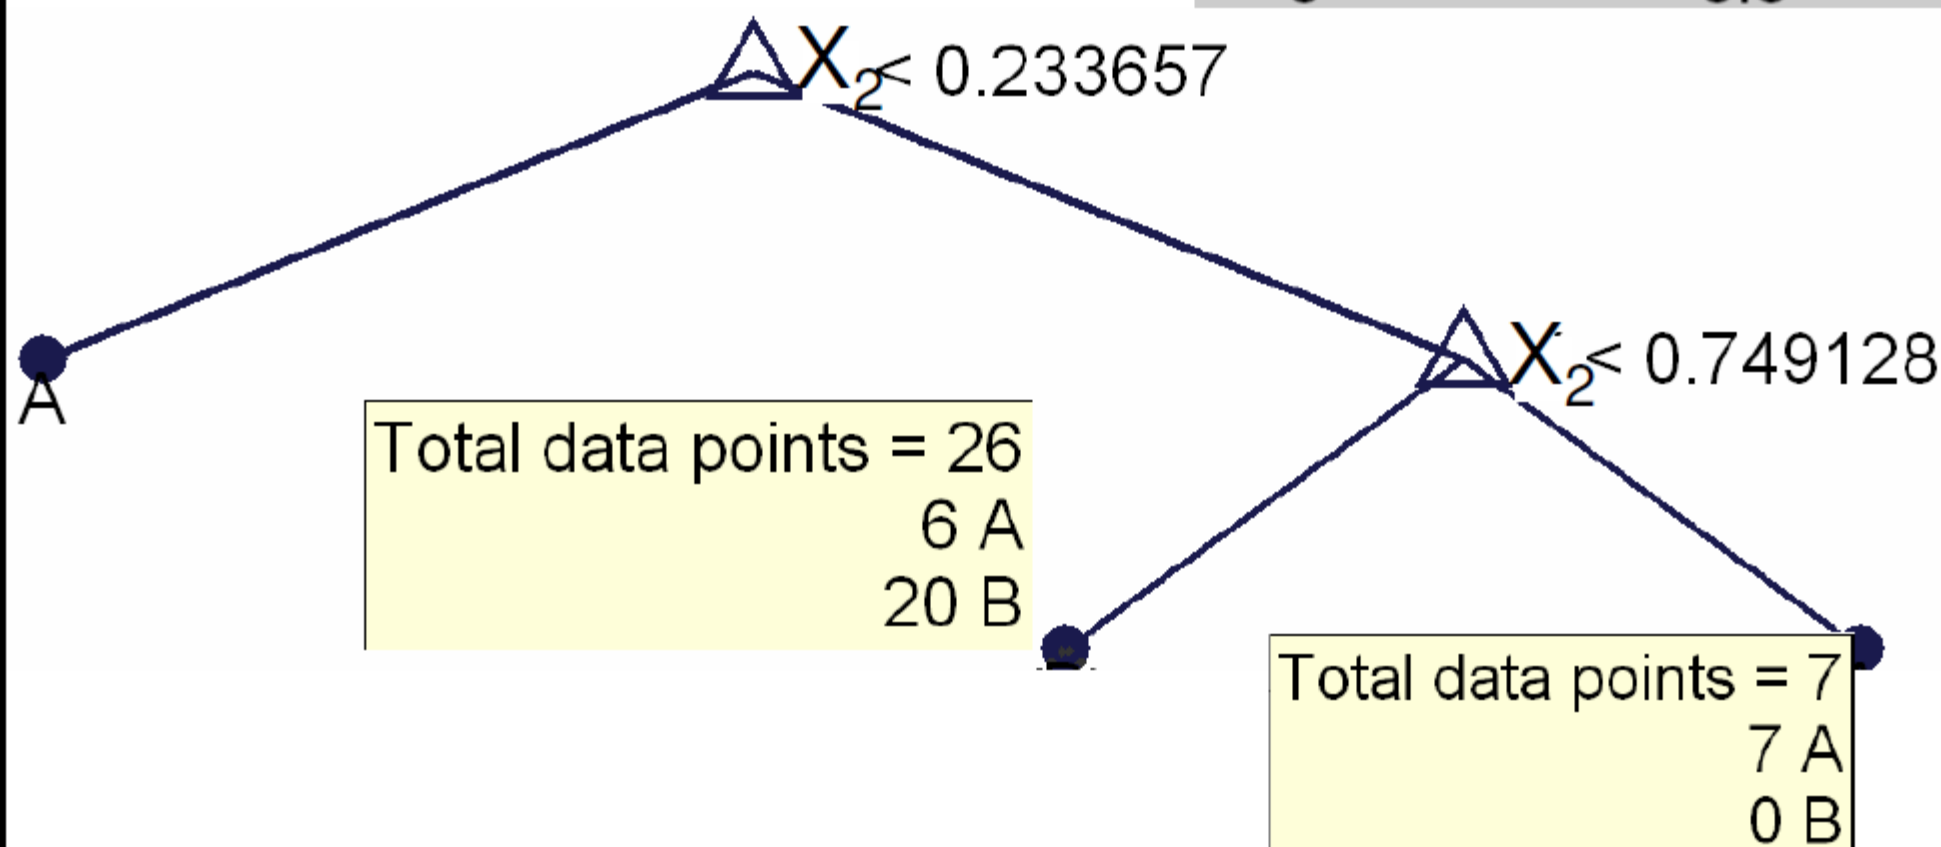 X₂< 0.233657
A
X₂< 0.749128
Total data points = 26
6 A
20 B
Total data points = 7
7 A
0 B